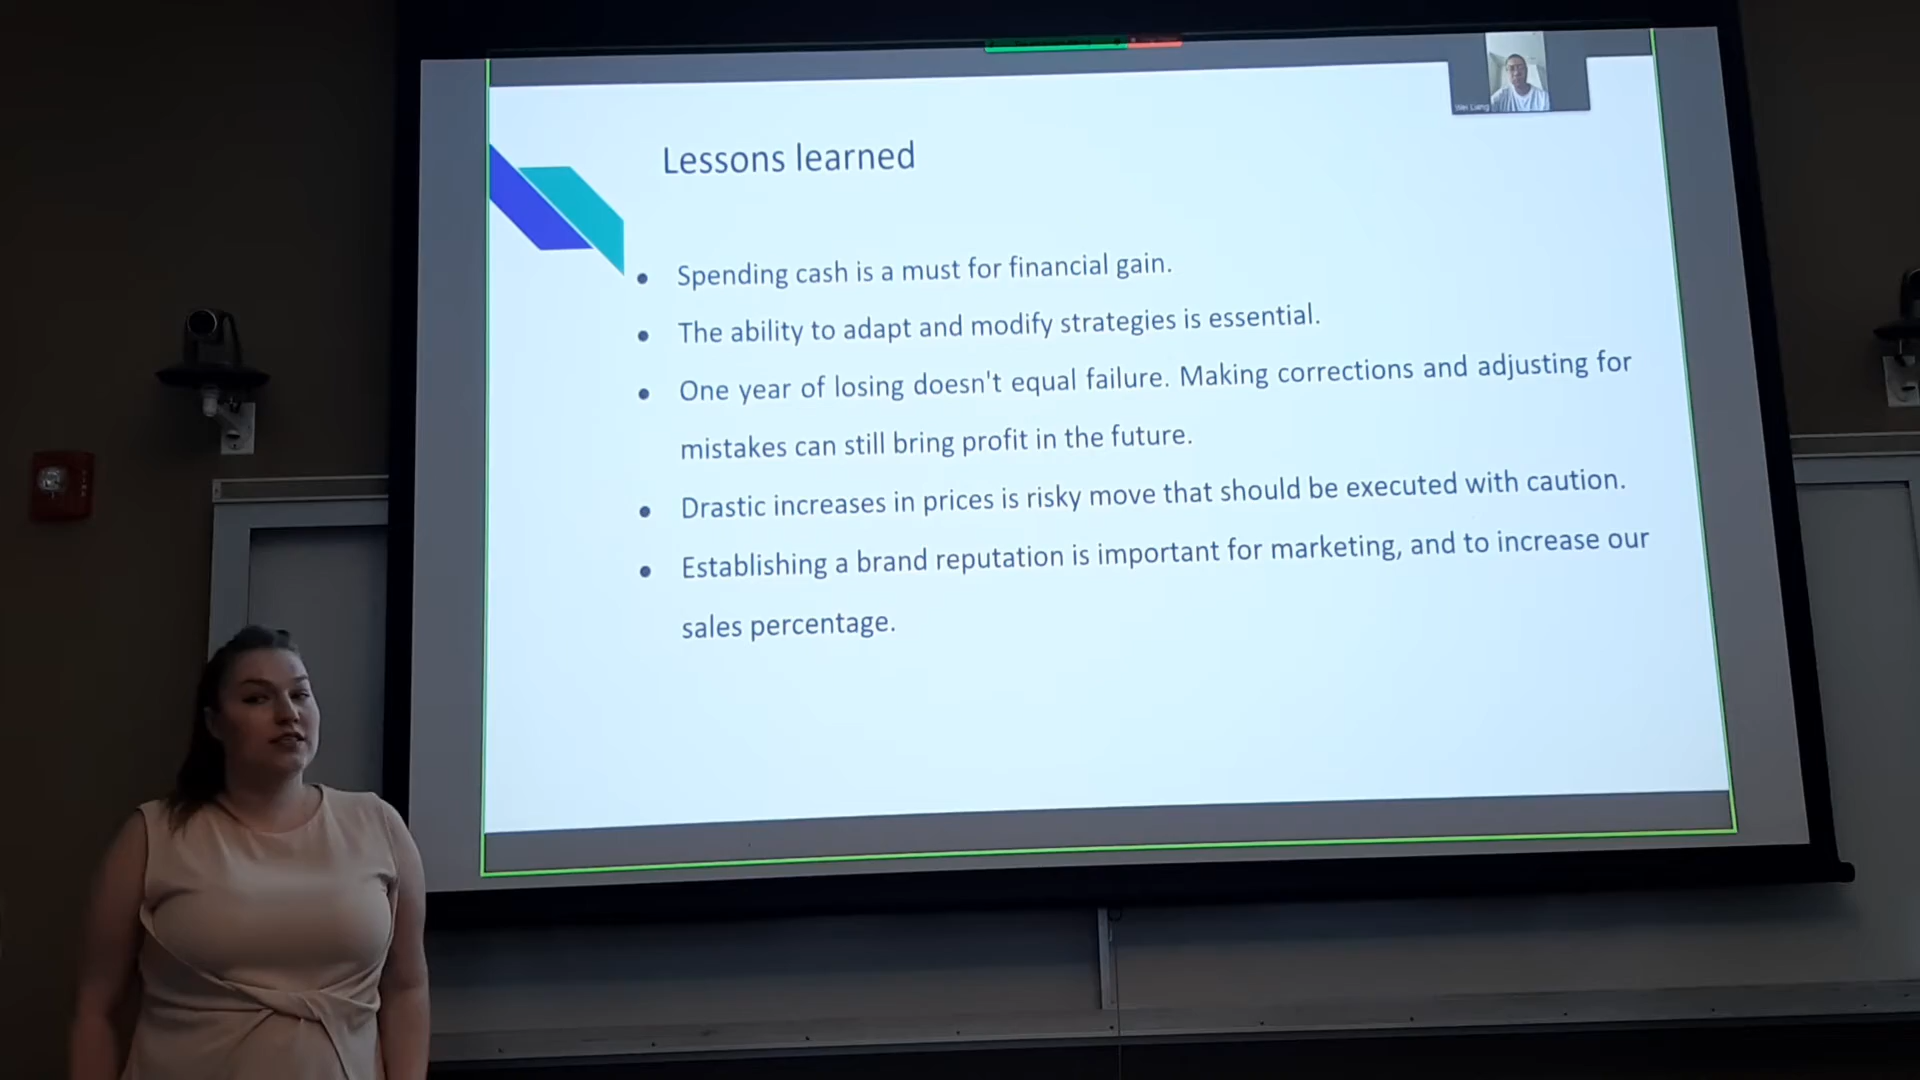 Wei Liang
Lessons learned
Spending cash is a must for financial gain.
The ability to adapt and modify strategies is essential.
One year of losing doesn't equal failure. Making corrections and adjusting for
mistakes can still bring profit in the future.
Drastic increases in prices is risky move that should be executed with caution.
Establishing a brand reputation is important for marketing, and to increase our
sales percentage.